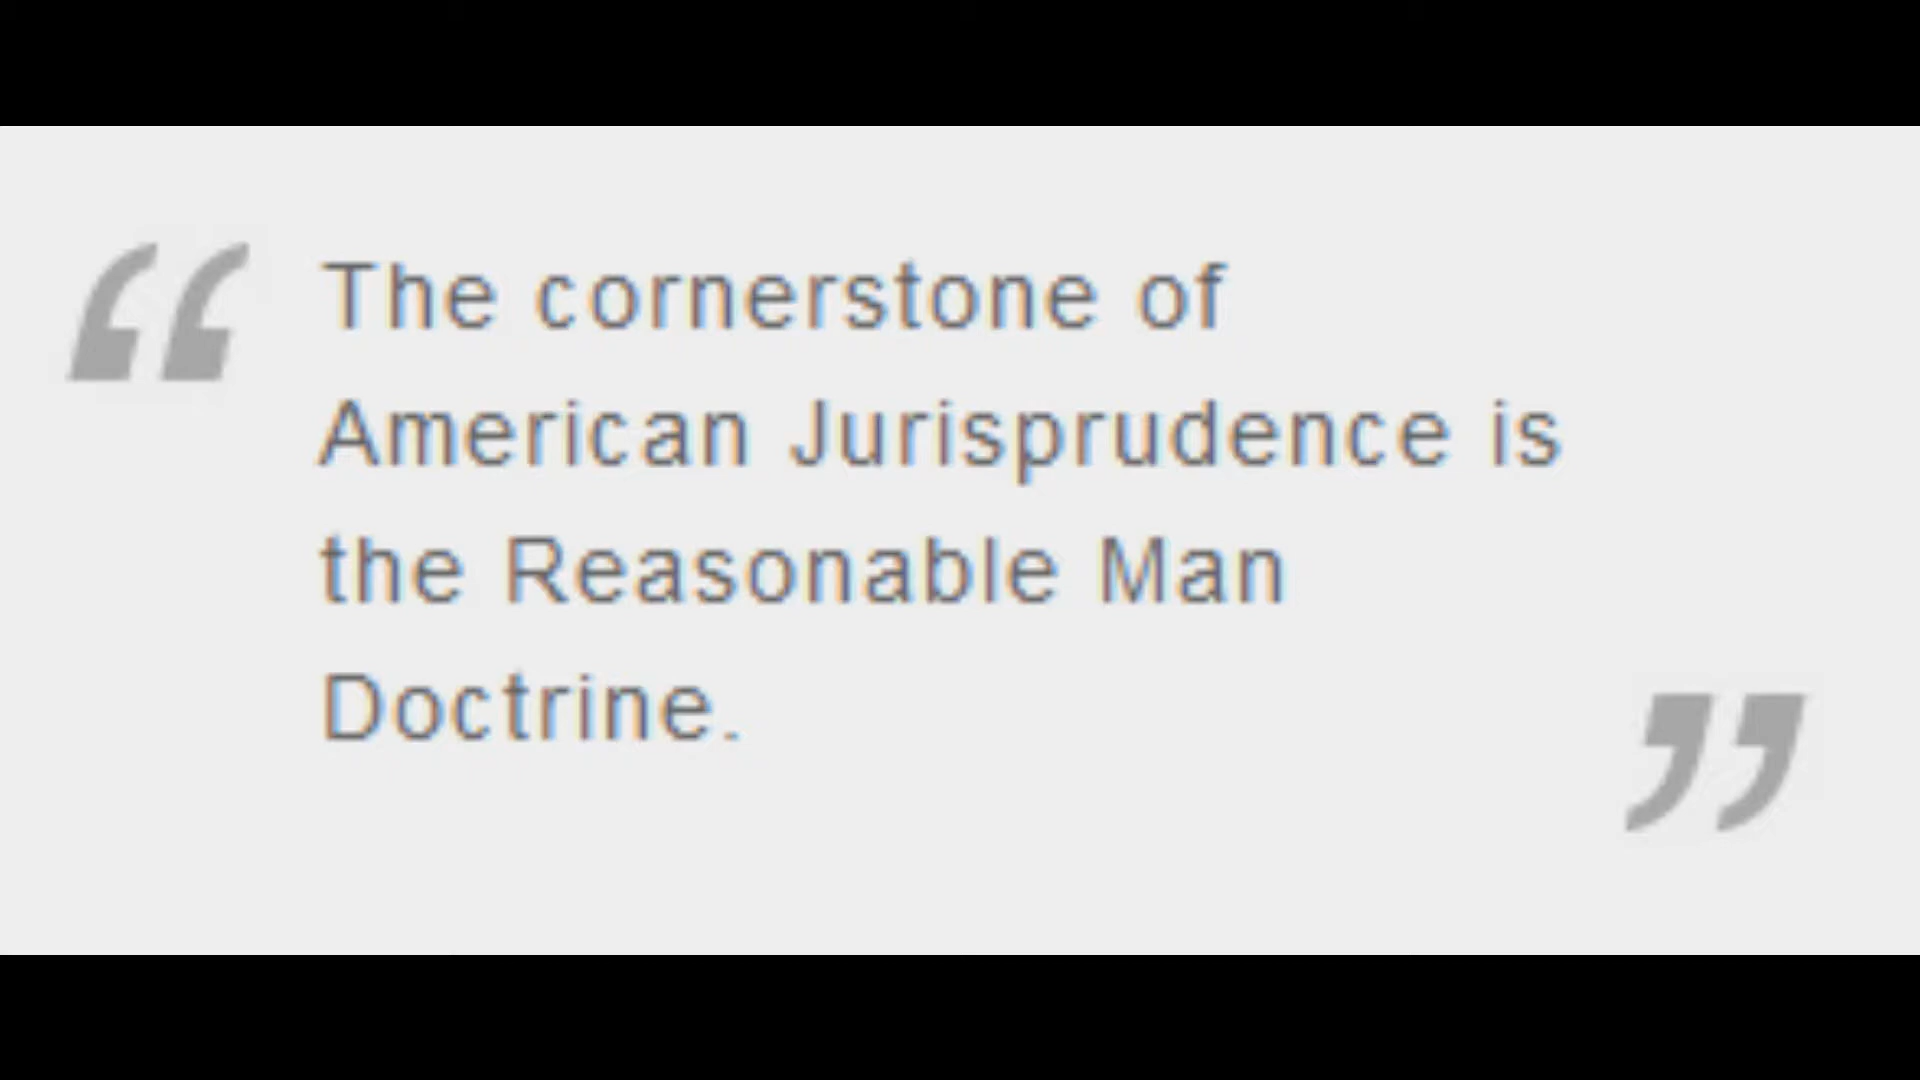 “ The cornerstone of
American Jurisprudence is
the Reasonable Man
Doctrine. ”